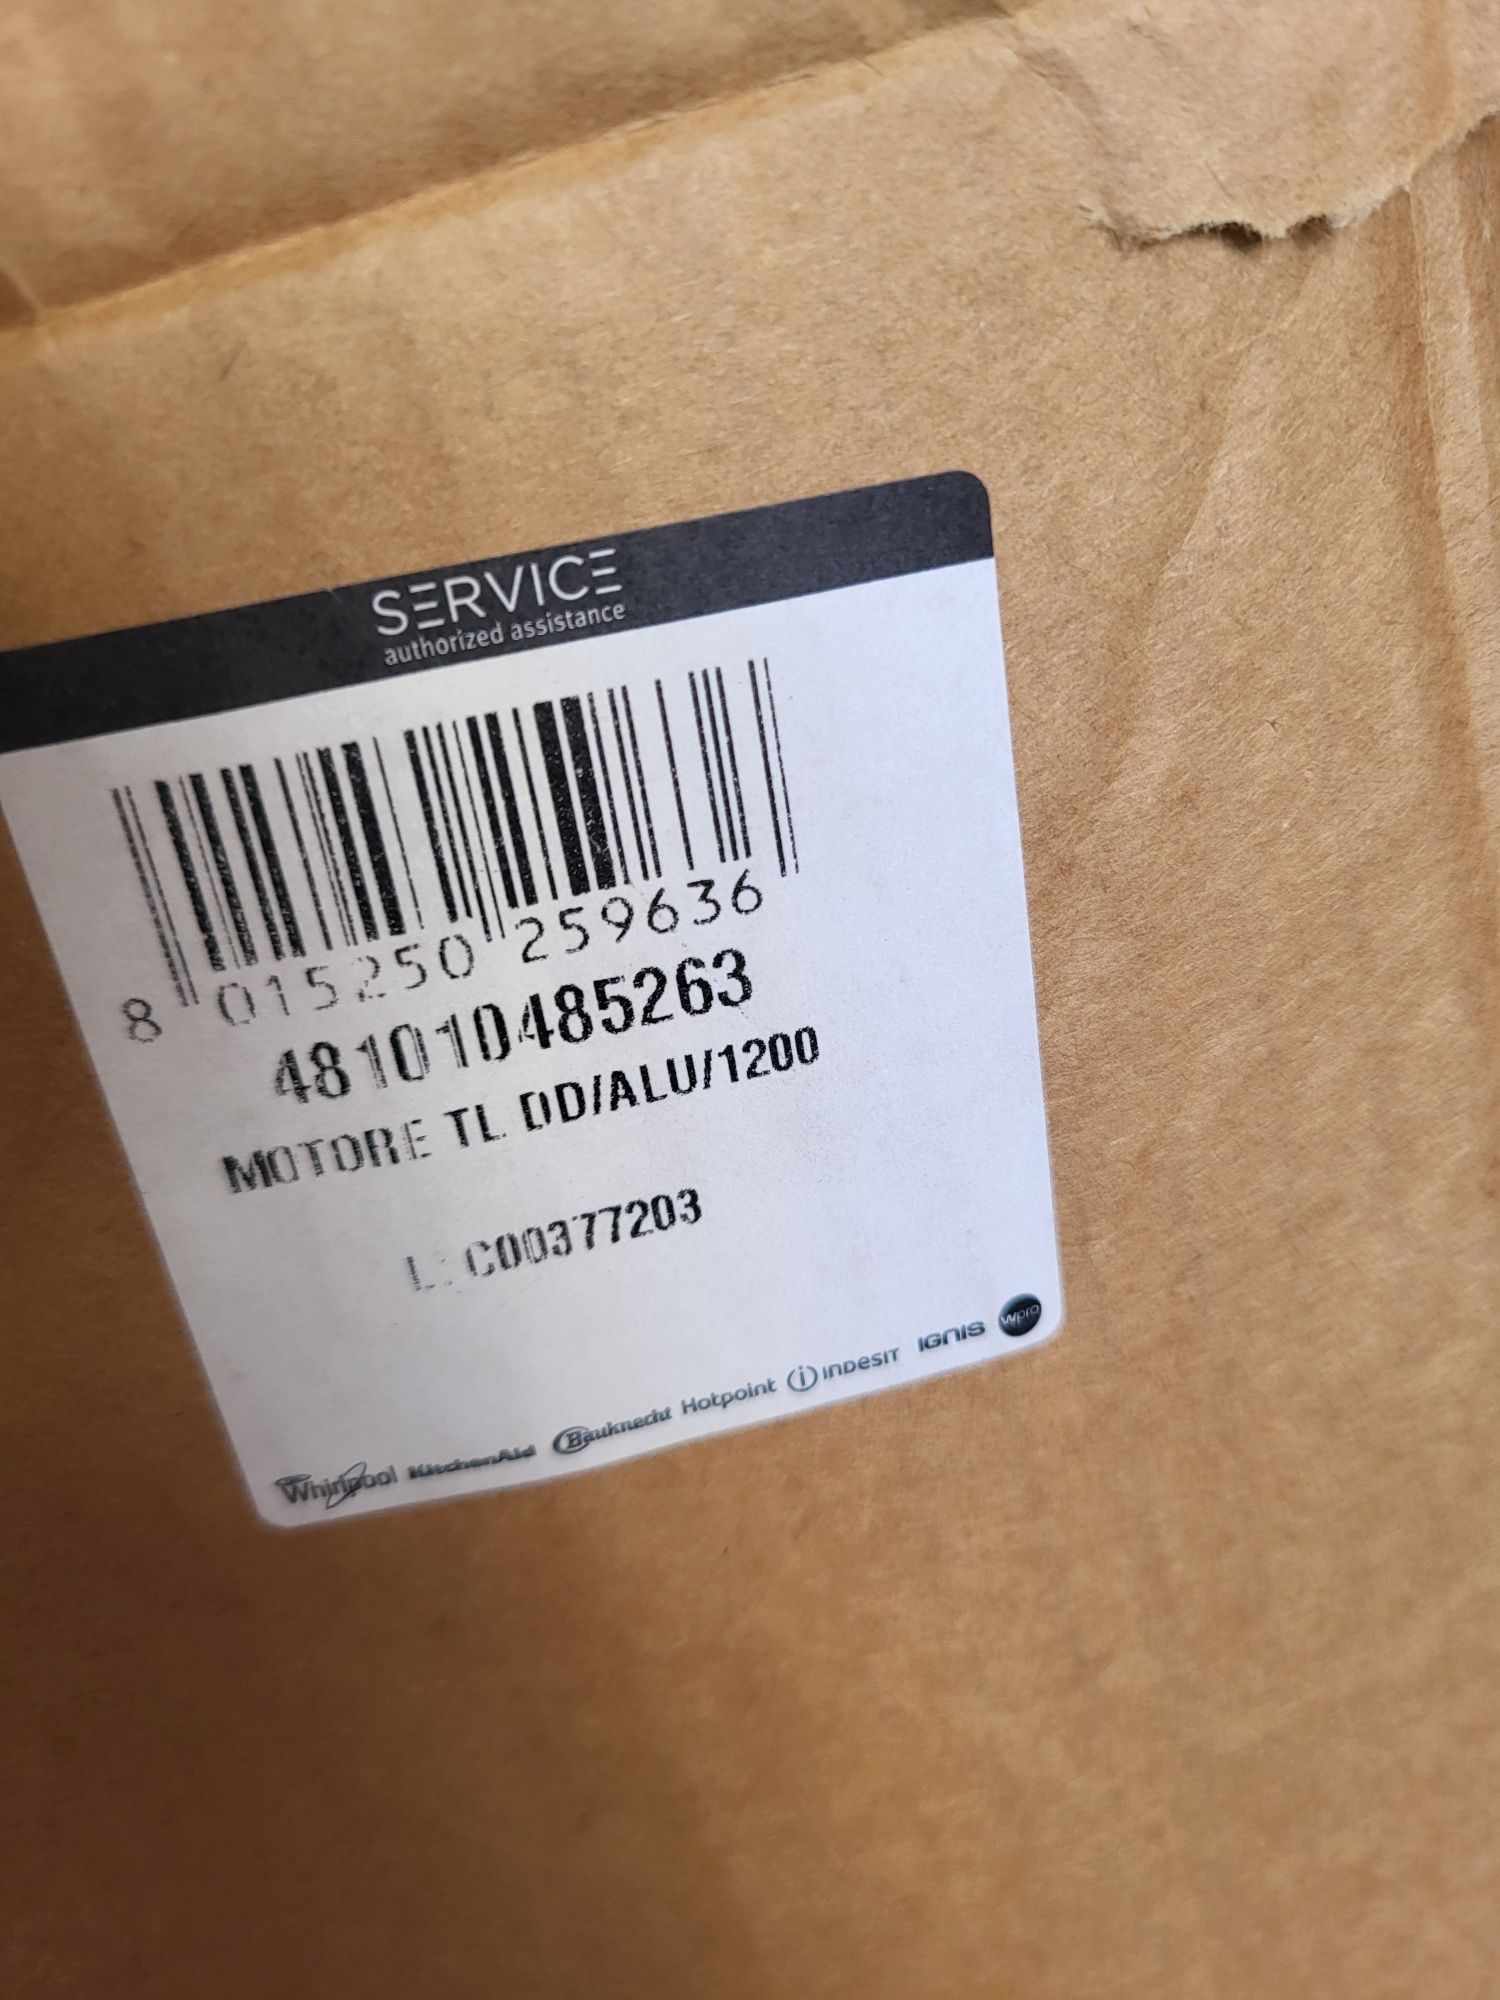 SERVICE
authorized assistance
8 015250 259636
481010485263
MOTORE TL DD/ALU/1200
L: C00377203
Whirlpool KitchenAid Bauknecht Hotpoint i inDesIT IGNIS wpro